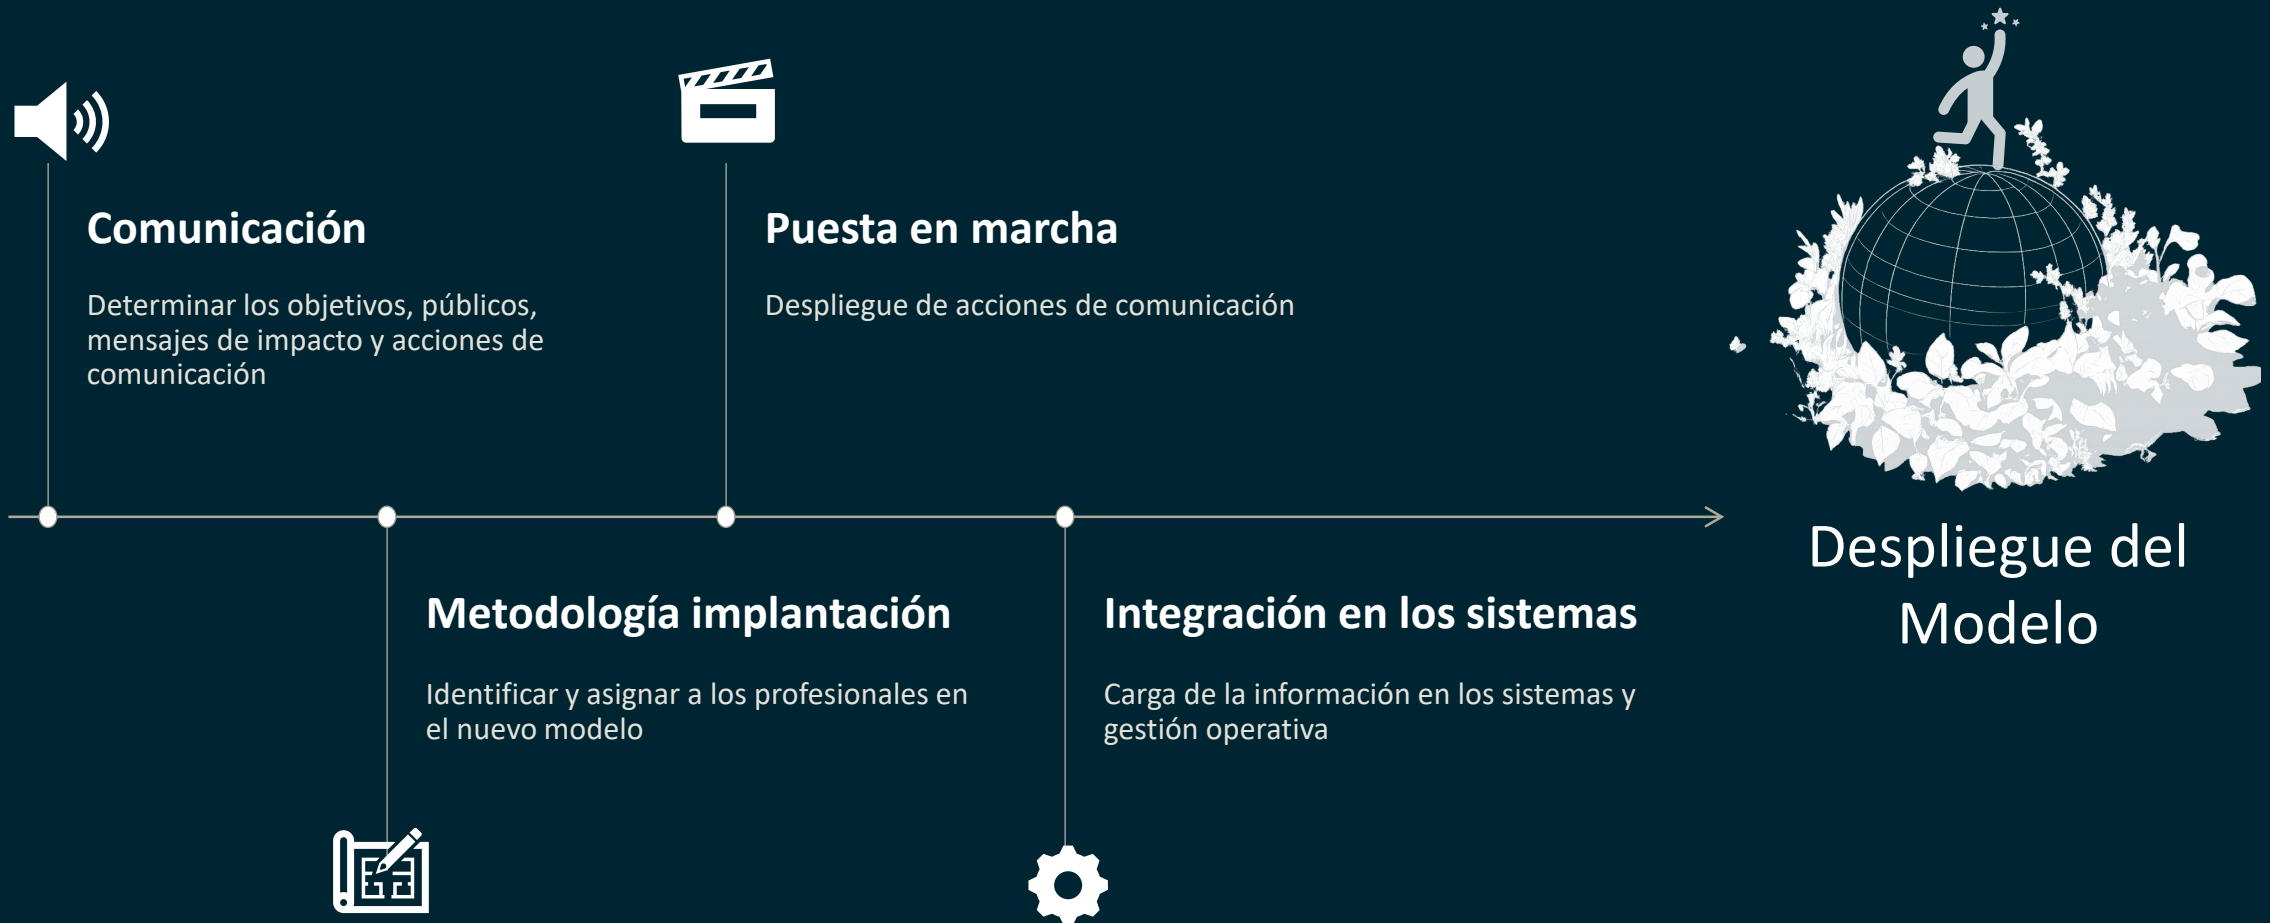 Comunicación
Determinar los objetivos, públicos,
mensajes de impacto y acciones de
comunicación
Metodología implantación
Identificar y asignar a los profesionales en
el nuevo modelo
Puesta en marcha
Despliegue de acciones de comunicación
Integración en los sistemas
Carga de la información en los sistemas y
gestión operativa
Despliegue del
Modelo